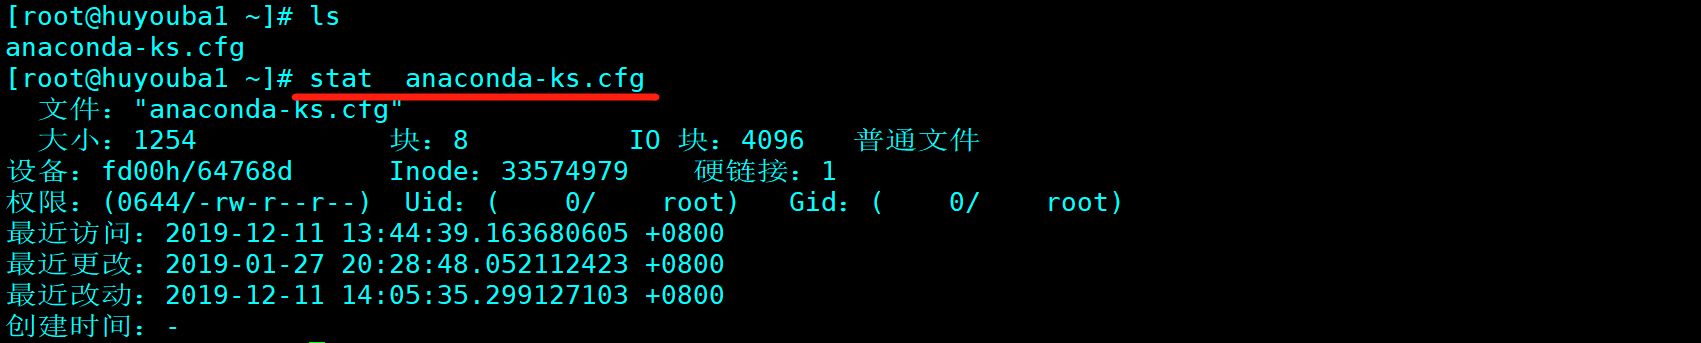 [root@huyouba1 ~]# ls
anaconda-ks.cfg
[root@huyouba1 ~]# stat  anaconda-ks.cfg
  文件："anaconda-ks.cfg"
  大小：1254            块：8          IO 块：4096   普通文件
设备：fd00h/64768d      Inode：33574979    硬链接：1
权限：(0644/-rw-r--r--)  Uid：(    0/    root)   Gid：(    0/    root)
最近访问：2019-12-11 13:44:39.163680605 +0800
最近更改：2019-01-27 20:28:48.052112423 +0800
最近改动：2019-12-11 14:05:35.299127103 +0800
创建时间：-